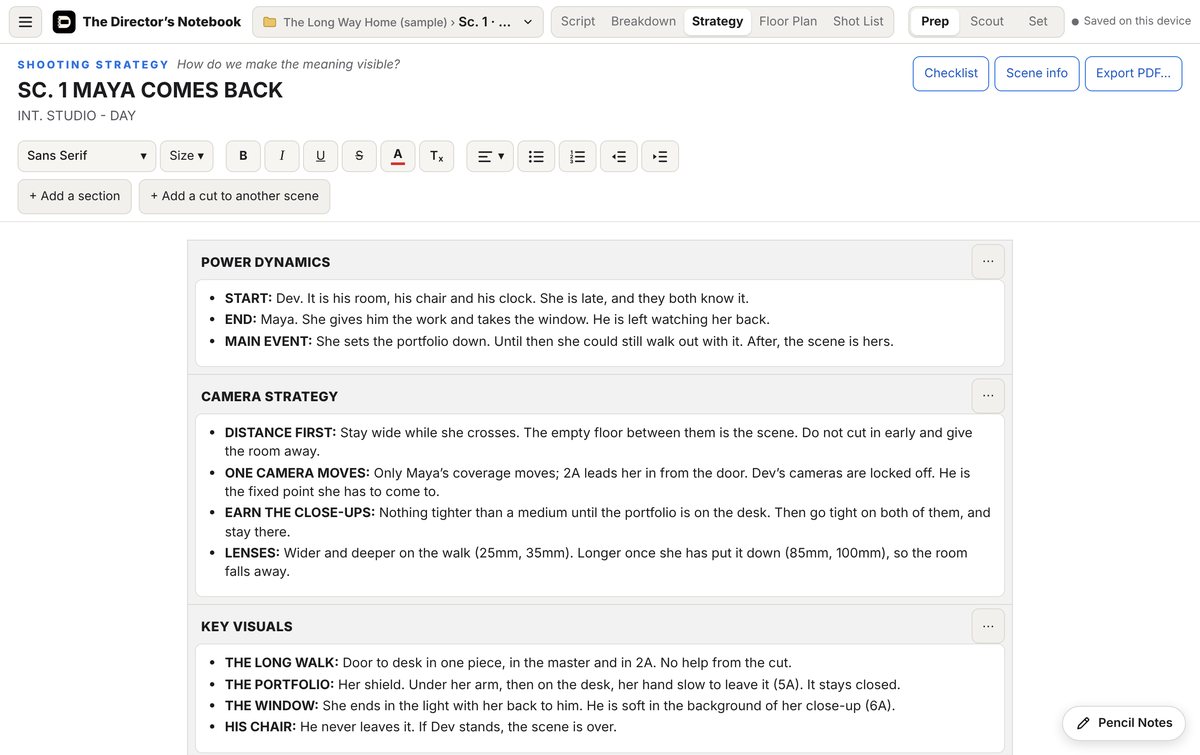 The Director's Notebook
The Long Way Home (sample) › Sc. 1 · ...
Script Breakdown Strategy Floor Plan Shot List
Prep Scout Set
Saved on this device
SHOOTING STRATEGY How do we make the meaning visible?
SC. 1 MAYA COMES BACK
INT. STUDIO - DAY
Checklist Scene info Export PDF...
Sans Serif ▾ Size ▾ B I U S A Tx
+ Add a section + Add a cut to another scene
POWER DYNAMICS ...
• START: Dev. It is his room, his chair and his clock. She is late, and they both know it.
• END: Maya. She gives him the work and takes the window. He is left watching her back.
• MAIN EVENT: She sets the portfolio down. Until then she could still walk out with it. After, the scene is hers.
CAMERA STRATEGY ...
• DISTANCE FIRST: Stay wide while she crosses. The empty floor between them is the scene. Do not cut in early and give
the room away.
• ONE CAMERA MOVES: Only Maya's coverage moves; 2A leads her in from the door. Dev's cameras are locked off. He is
the fixed point she has to come to.
• EARN THE CLOSE-UPS: Nothing tighter than a medium until the portfolio is on the desk. Then go tight on both of them, and
stay there.
• LENSES: Wider and deeper on the walk (25mm, 35mm). Longer once she has put it down (85mm, 100mm), so the room
falls away.
KEY VISUALS ...
• THE LONG WALK: Door to desk in one piece, in the master and in 2A. No help from the cut.
• THE PORTFOLIO: Her shield. Under her arm, then on the desk, her hand slow to leave it (5A). It stays closed.
• THE WINDOW: She ends in the light with her back to him. He is soft in the background of her close-up (6A).
• HIS CHAIR: He never leaves it. If Dev stands, the scene is over.
Pencil Notes